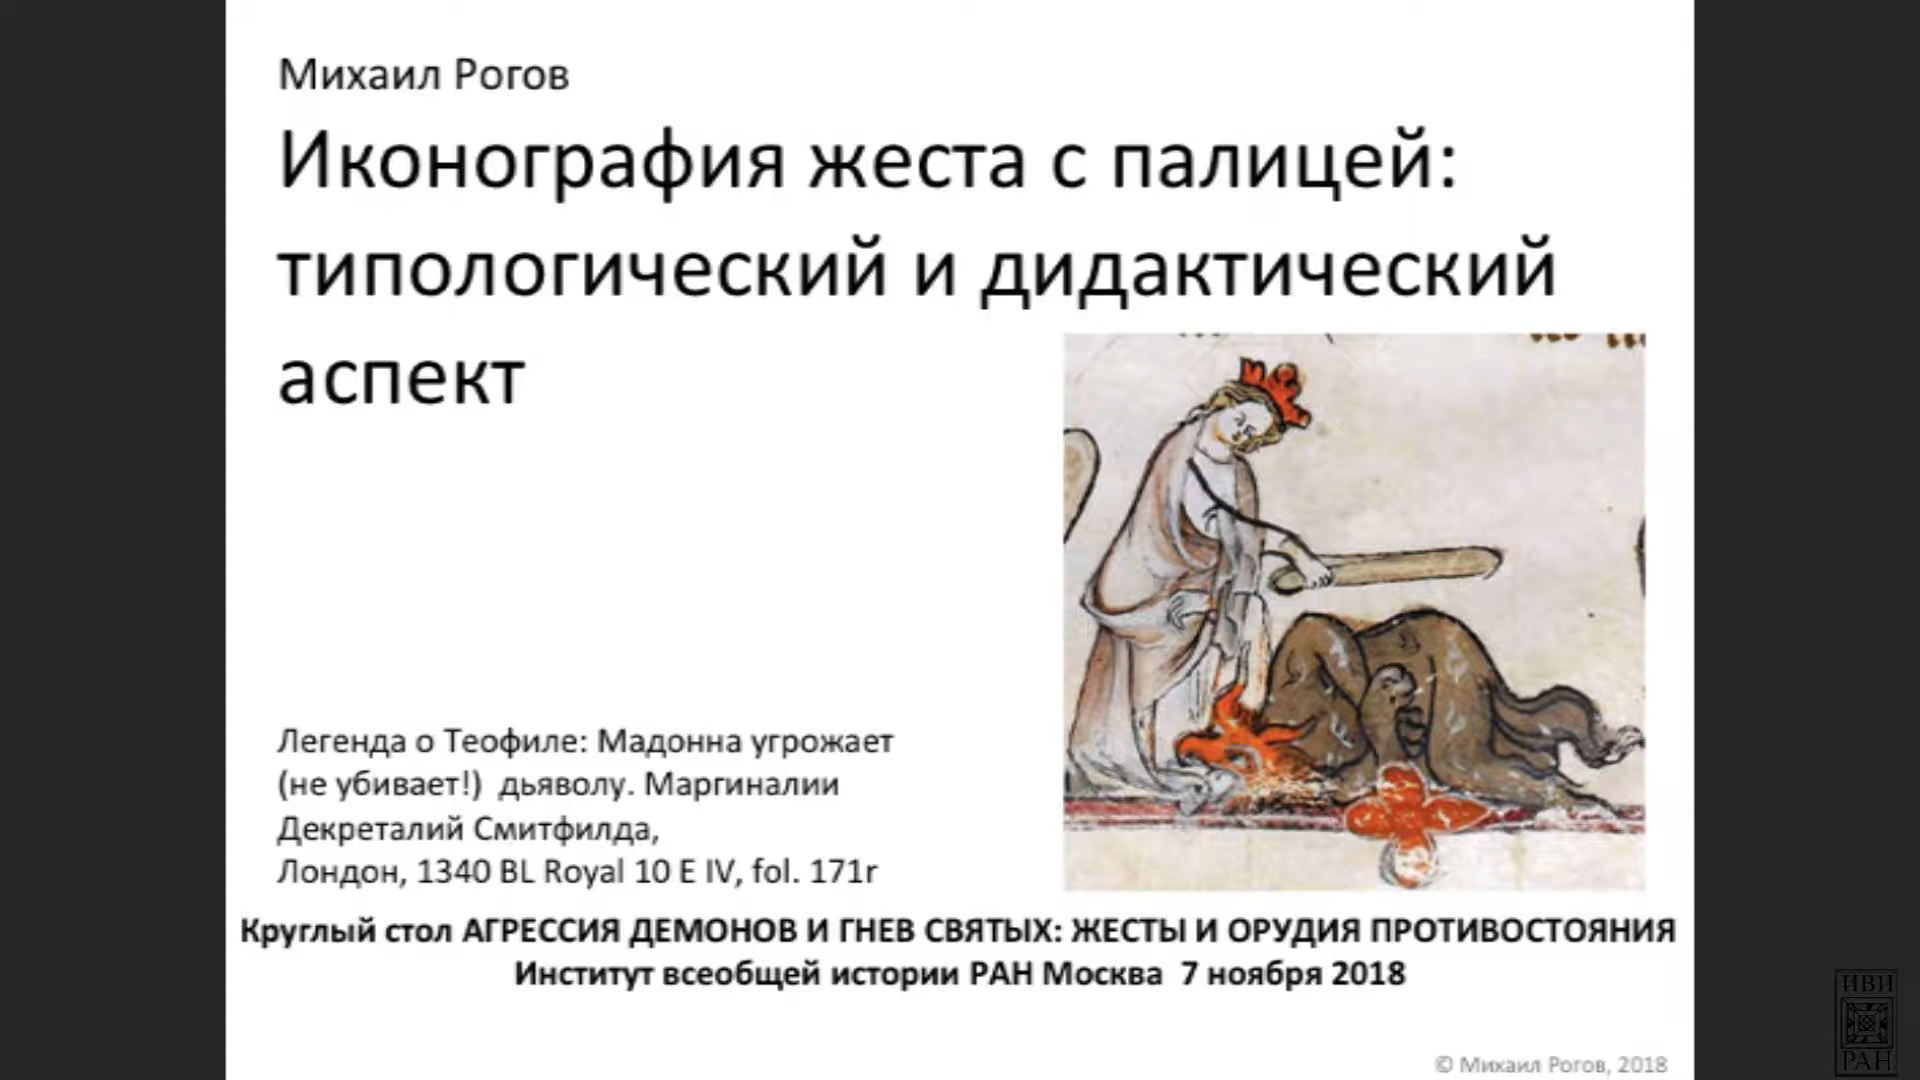 Михаил Рогов
Иконография жеста с палицей:
типологический и дидактический
аспект
Легенда о Теофиле: Мадонна угрожает
(не убивает!) дьяволу. Маргиналии
Декреталий Смитфилда,
Лондон, 1340 BL Royal 10 E IV, fol. 171r
Круглый стол АГРЕССИЯ ДЕМОНОВ И ГНЕВ СВЯТЫХ: ЖЕСТЫ И ОРУДИЯ ПРОТИВОСТОЯНИЯ
Институт всеобщей истории РАН Москва 7 ноября 2018
© Михаил Рогов, 2018
ИВИ
РАН